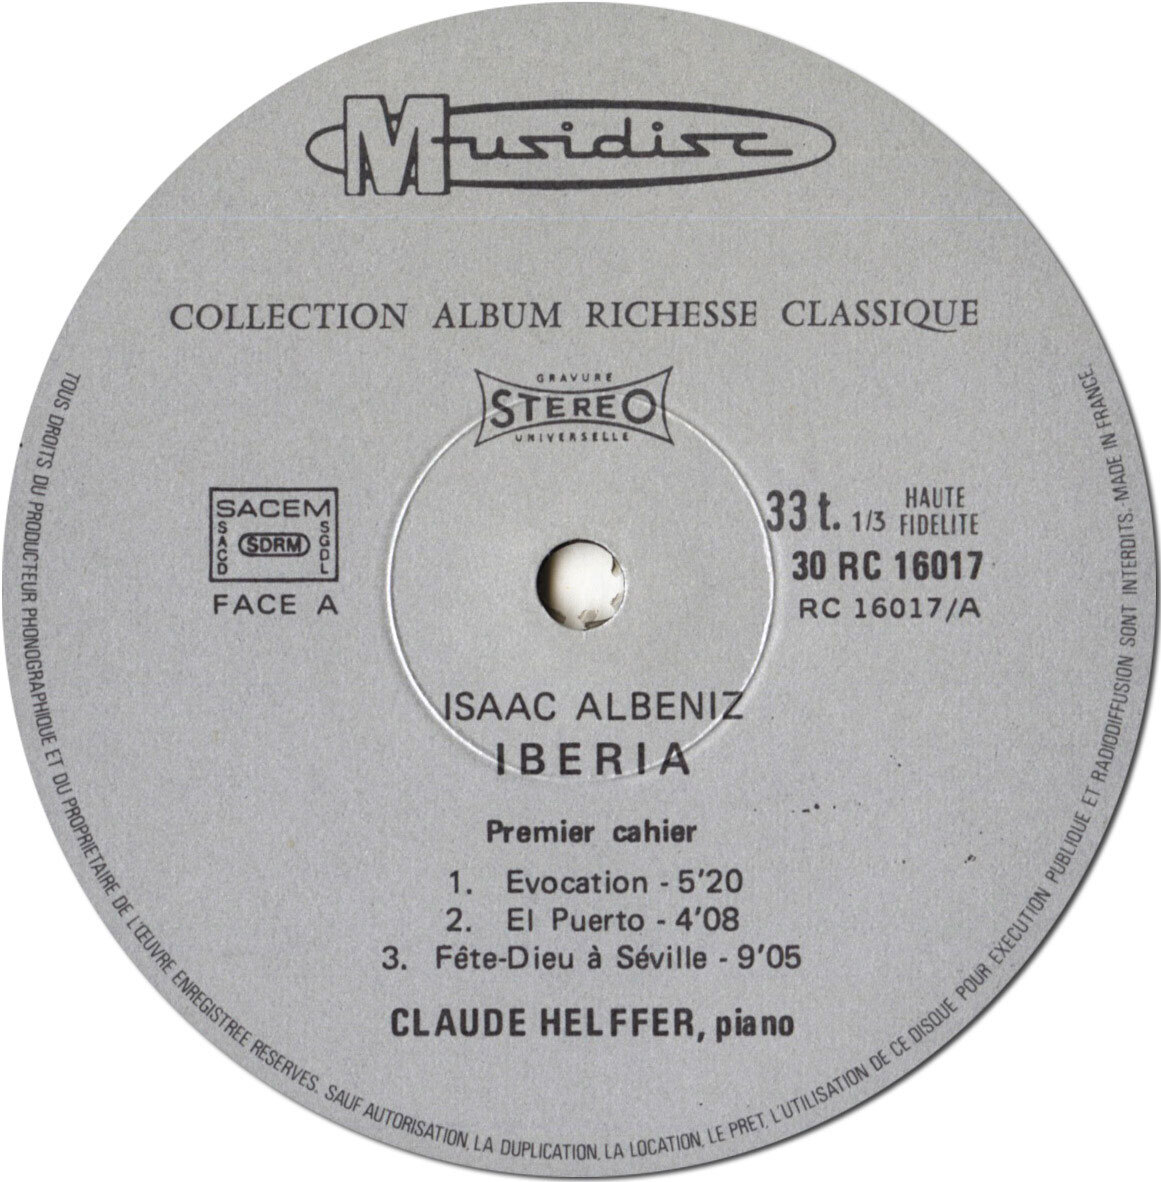 Musidisc
COLLECTION ALBUM RICHESSE CLASSIQUE
GRAVURE
STEREO
UNIVERSELLE
SACEM
SACD
SDRM
SGDL
FACE A
33 t. 1/3 HAUTE FIDELITE
30 RC 16017
RC 16017/A
ISAAC ALBENIZ
IBERIA
Premier cahier
1. Evocation - 5'20
2. El Puerto - 4'08
3. Fête-Dieu à Séville - 9'05
CLAUDE HELFFER, piano
TOUS DROITS DU PRODUCTEUR PHONOGRAPHIQUE ET DU PROPRIETAIRE DE L'ŒUVRE ENREGISTREE RESERVES. SAUF AUTORISATION, LA DUPLICATION, LA LOCATION, LE PRET, L'UTILISATION DE CE DISQUE POUR EXECUTION PUBLIQUE ET RADIODIFFUSION SONT INTERDITS.-MADE IN FRANCE.